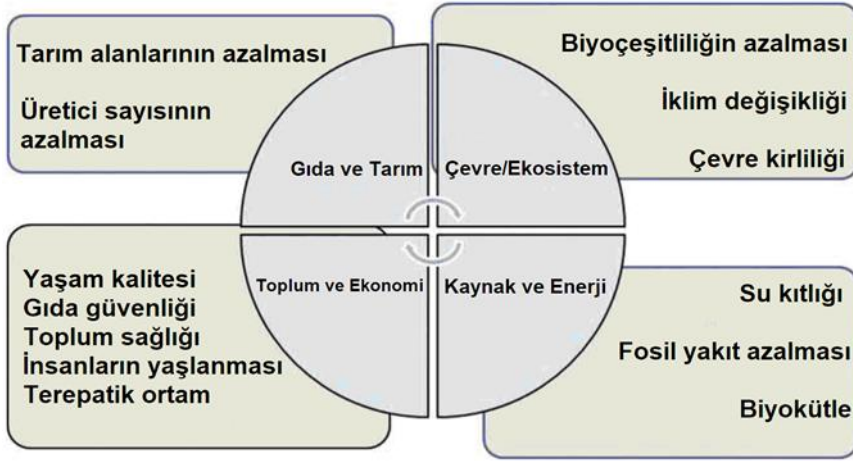 Tarım alanlarının azalması
Üretici sayısının
azalması
Gıda ve Tarım
Biyoçeşitliliğin azalması
İklim değişikliği
Çevre kirliliği
Çevre/Ekosistem
Yaşam kalitesi
Gıda güvenliği
Toplum sağlığı
İnsanların yaşlanması
Terepatik ortam
Toplum ve Ekonomi
Kaynak ve Enerji
Su kıtlığı
Fosil yakıt azalması
Biyokütle